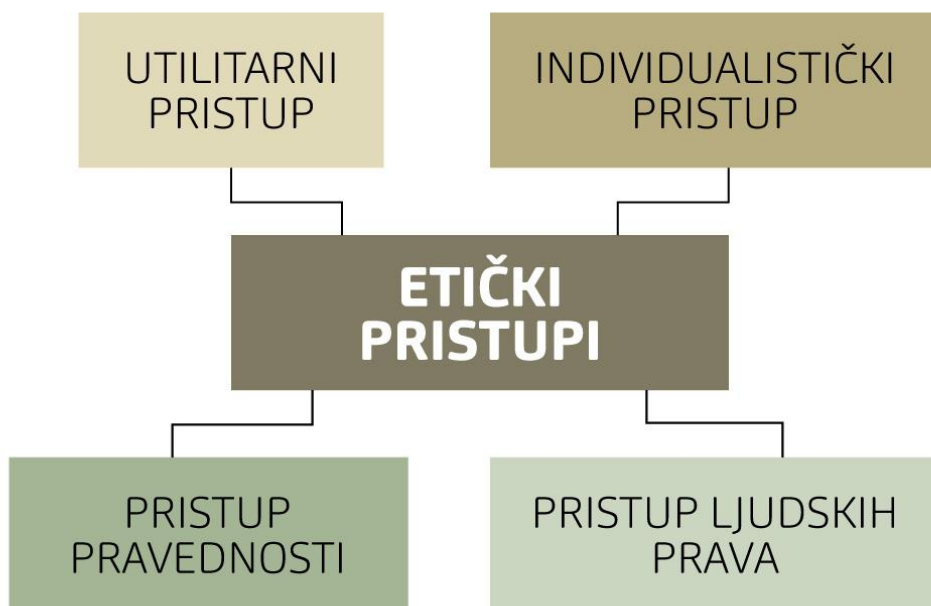 UTILITARNI
PRISTUP
INDIVIDUALISTIČKI
PRISTUP
ETIČKI
PRISTUPI
PRISTUP
PRAVEDNOSTI
PRISTUP LJUDSKIH
PRAVA